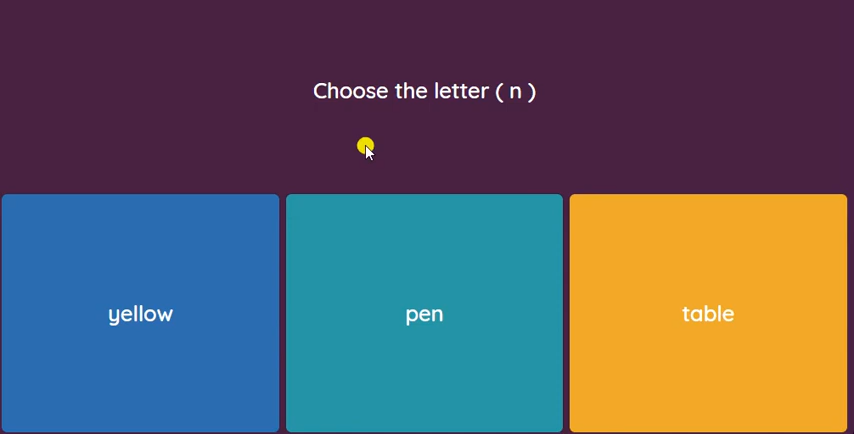 Choose the letter ( n )
yellow
pen
table